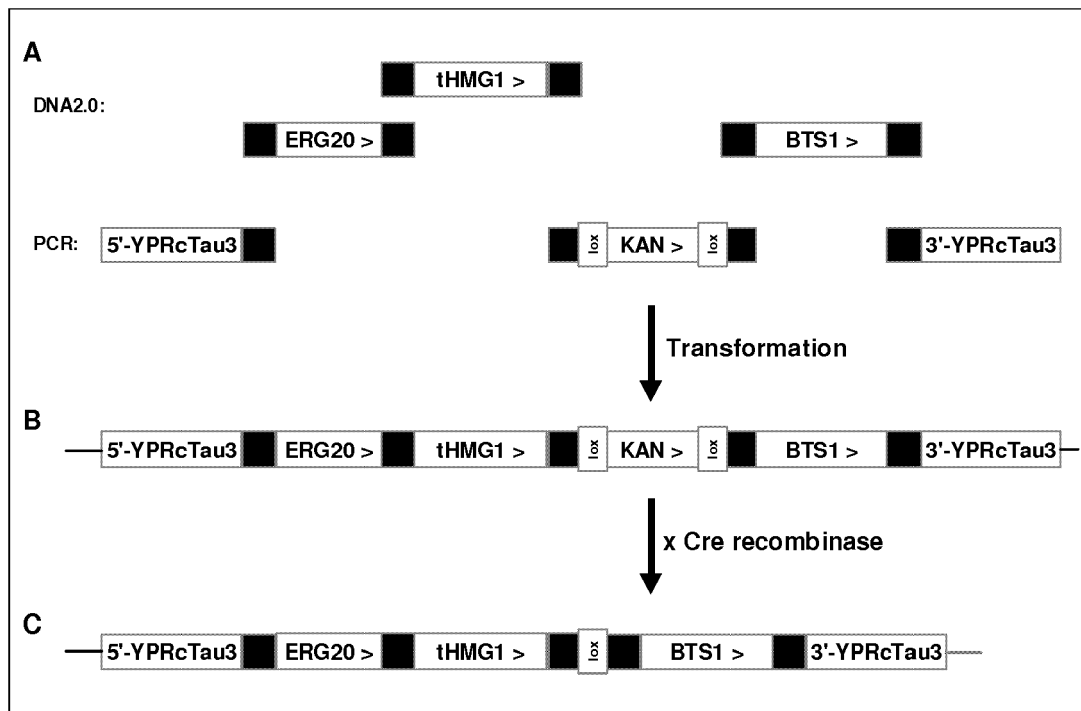 A
tHMG1 >
DNA2.0:
ERG20 >
BTS1 >
PCR:
5'-YPRcTau3
lox
KAN >
lox
3'-YPRcTau3
Transformation
B
5'-YPRcTau3
ERG20 >
tHMG1 >
lox
KAN >
lox
BTS1 >
3'-YPRcTau3
x Cre recombinase
C
5'-YPRcTau3
ERG20 >
tHMG1 >
lox
BTS1 >
3'-YPRcTau3